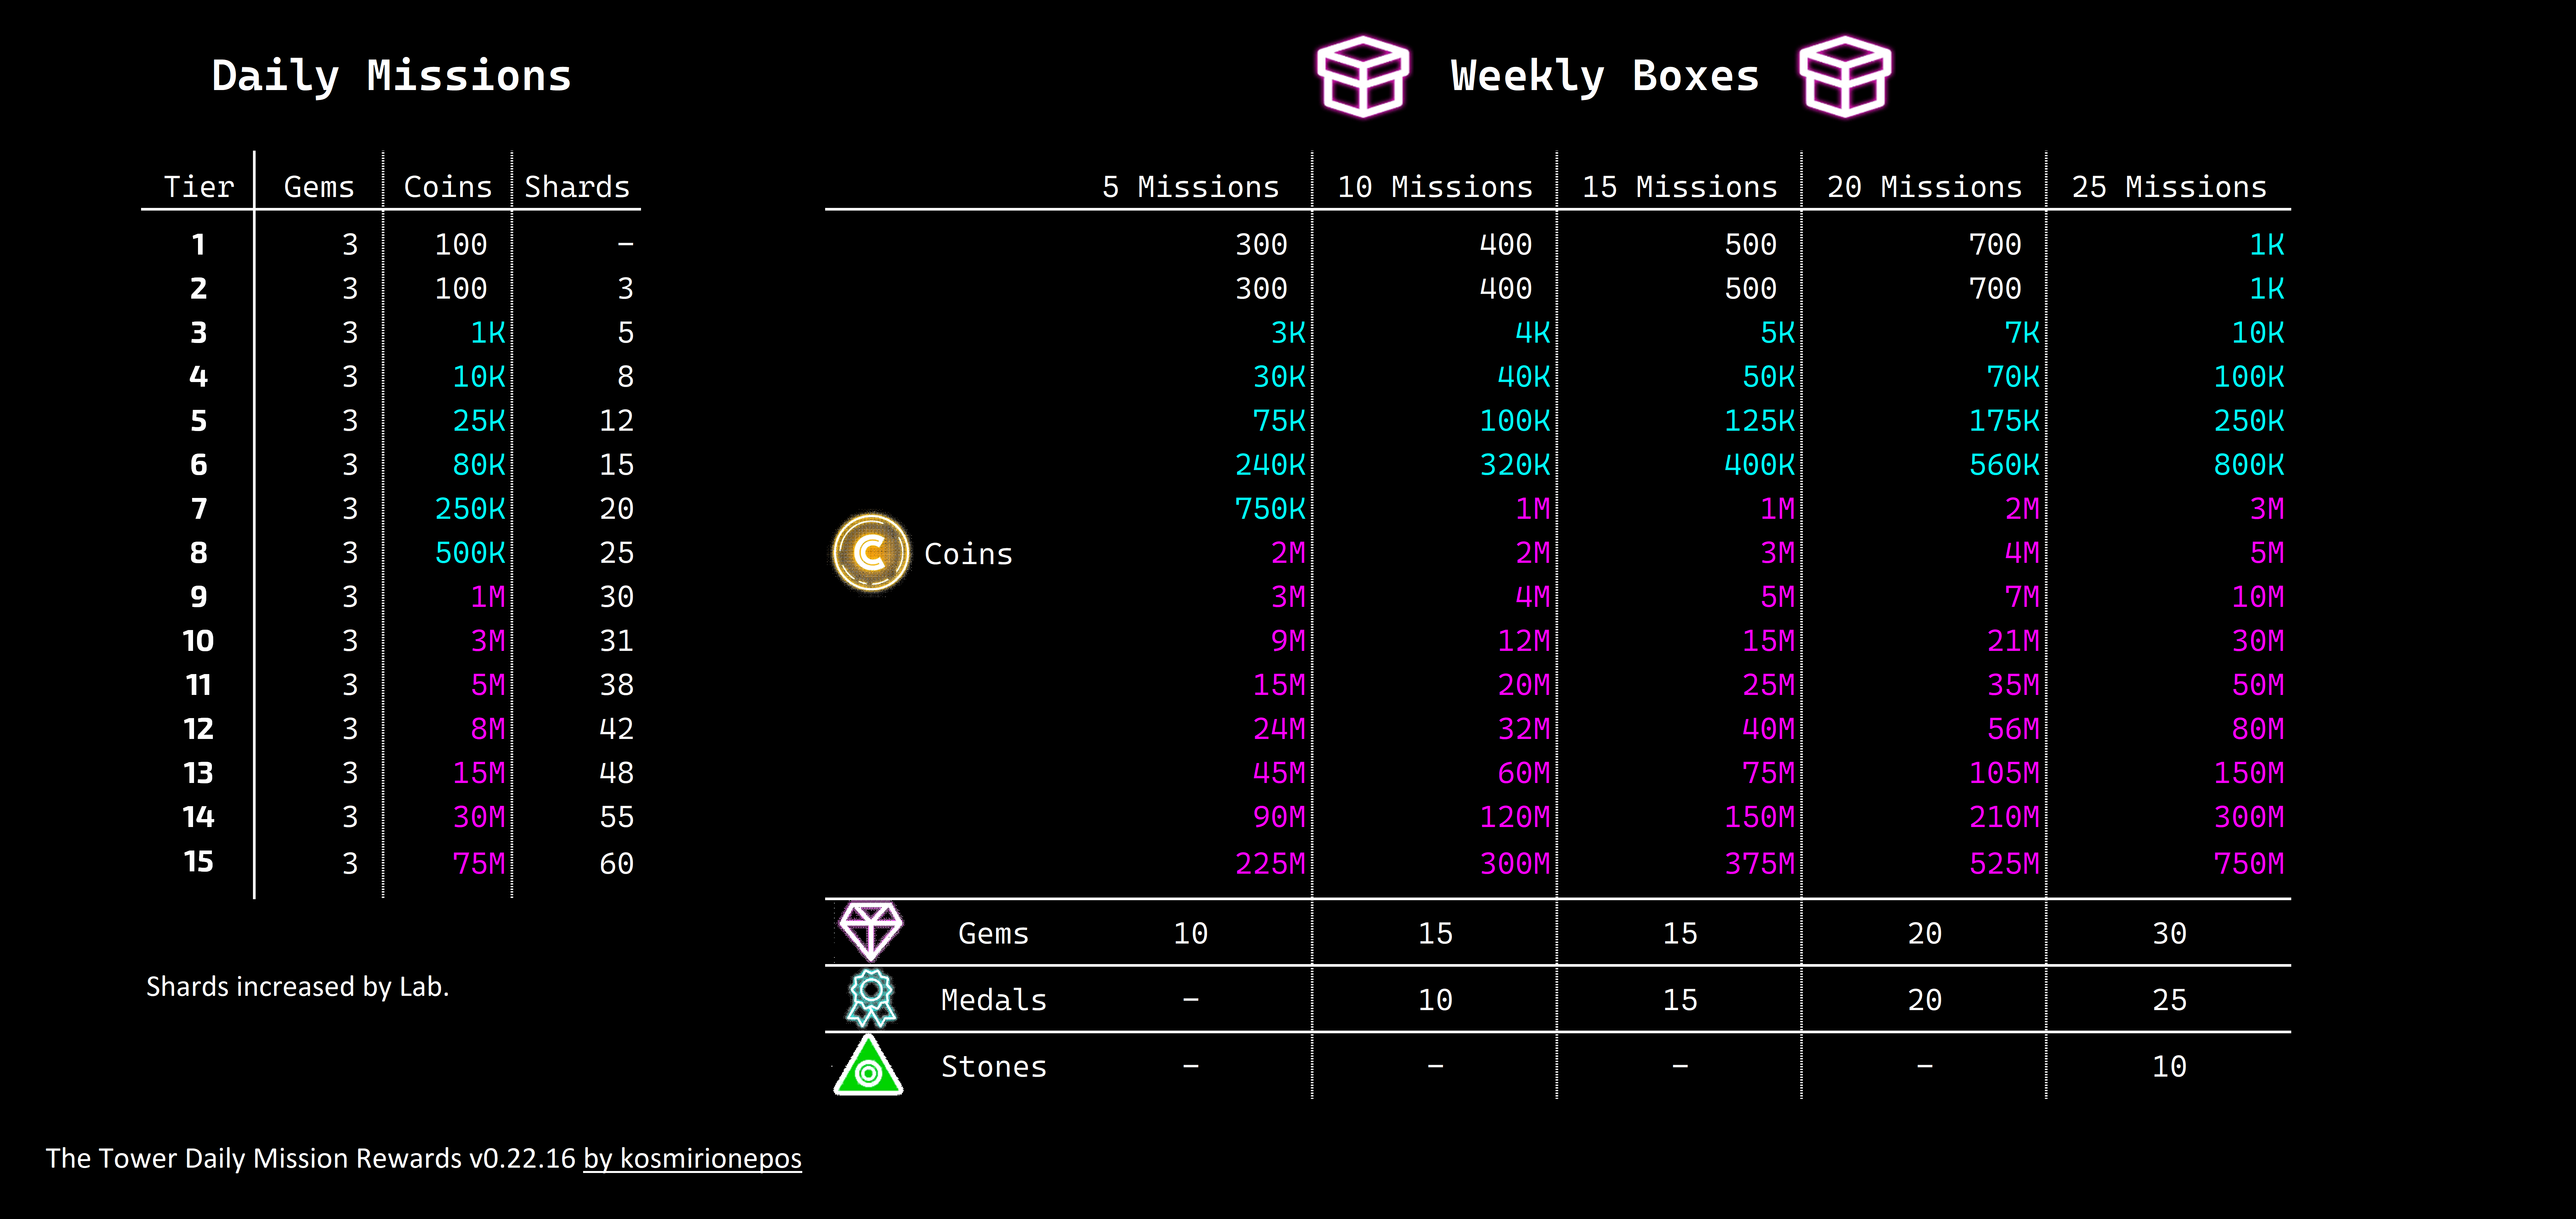 Daily Missions
Weekly Boxes
Tier Gems Coins Shards
1 3 100 –
2 3 100 3
3 3 1K 5
4 3 10K 8
5 3 25K 12
6 3 80K 15
7 3 250K 20
8 3 500K 25
9 3 1M 30
10 3 3M 31
11 3 5M 38
12 3 8M 42
13 3 15M 48
14 3 30M 55
15 3 75M 60
Shards increased by Lab.
5 Missions 10 Missions 15 Missions 20 Missions 25 Missions
300 400 500 700 1K
300 400 500 700 1K
3K 4K 5K 7K 10K
30K 40K 50K 70K 100K
75K 100K 125K 175K 250K
240K 320K 400K 560K 800K
750K 1M 1M 2M 3M
C Coins 2M 2M 3M 4M 5M
3M 4M 5M 7M 10M
9M 12M 15M 21M 30M
15M 20M 25M 35M 50M
24M 32M 40M 56M 80M
45M 60M 75M 105M 150M
90M 120M 150M 210M 300M
225M 300M 375M 525M 750M
Gems 10 15 15 20 30
Medals – 10 15 20 25
Stones – – – – 10
The Tower Daily Mission Rewards v0.22.16 by kosmirionepos